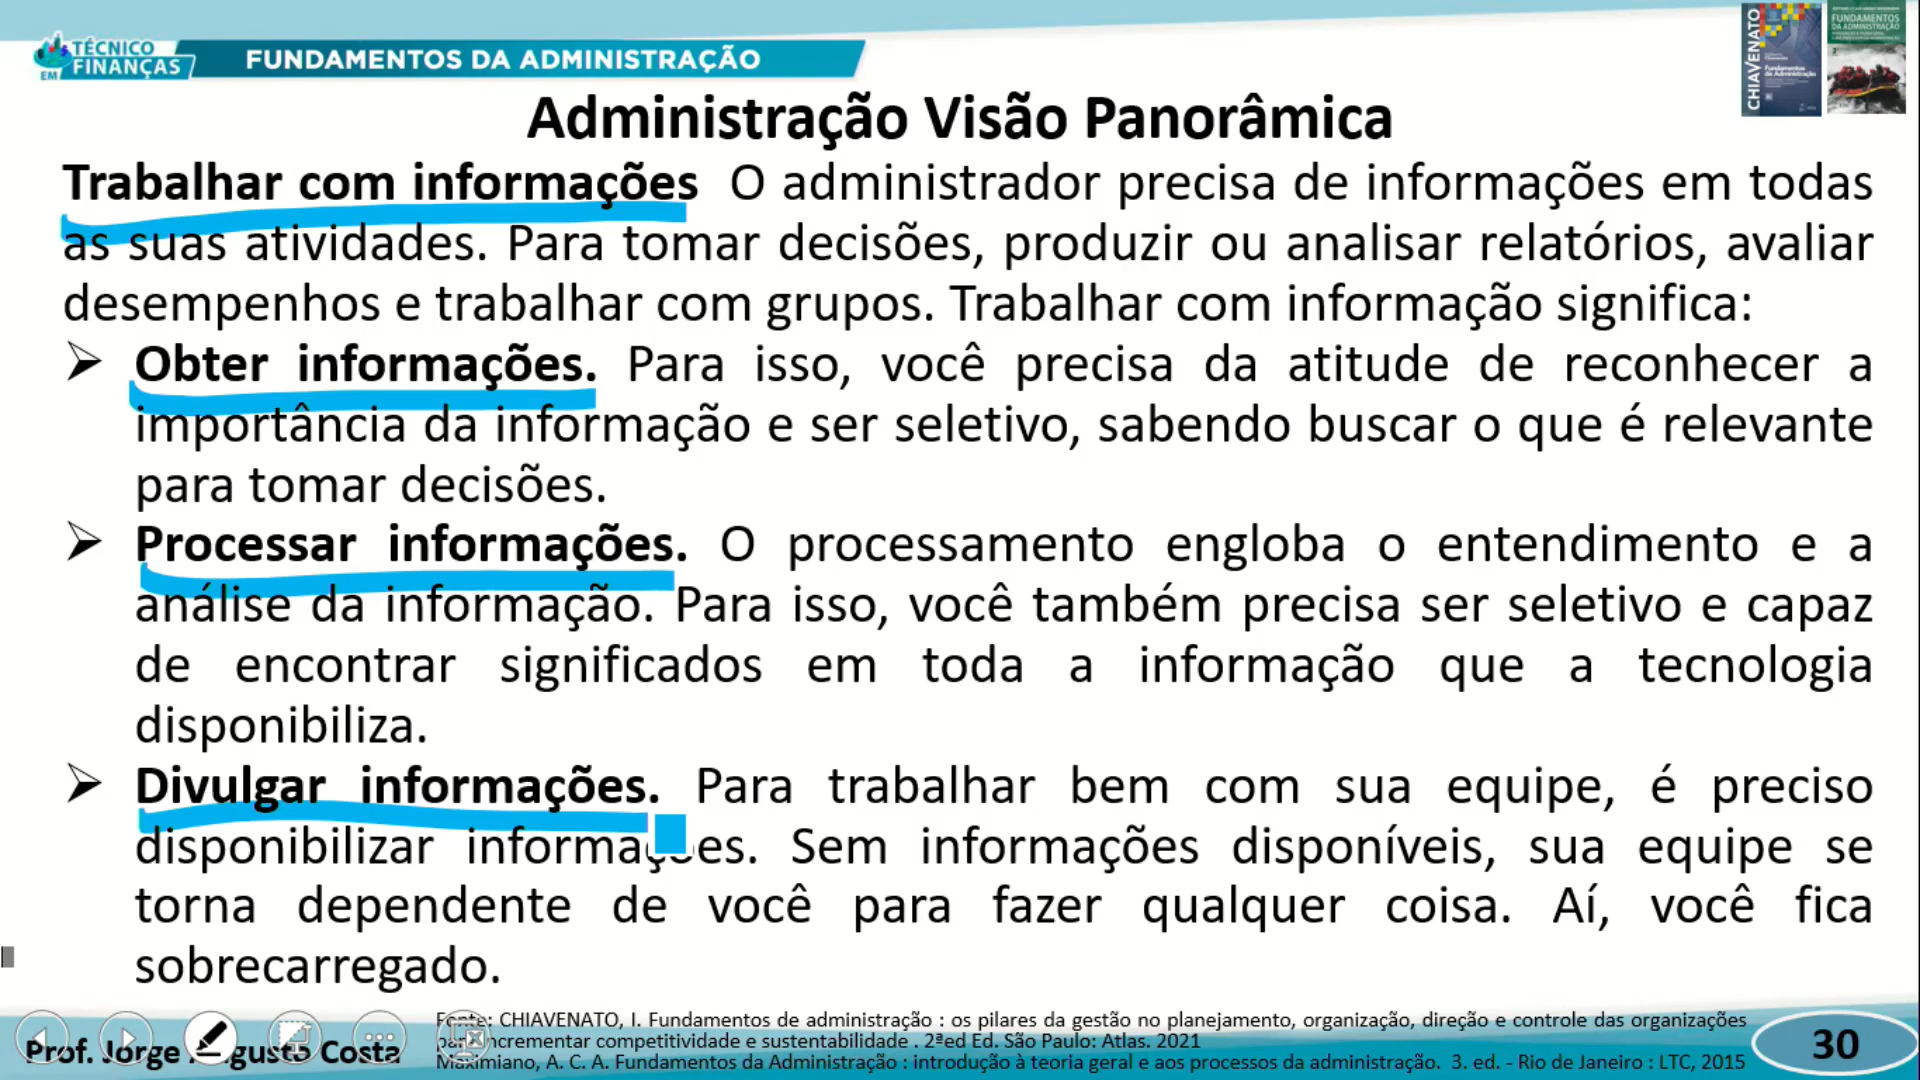 TÉCNICO
EM FINANÇAS
FUNDAMENTOS DA ADMINISTRAÇÃO
CHIAVENATO
Fundamentos de Administração
FUNDAMENTOS
DA ADMINISTRAÇÃO
Administração Visão Panorâmica
Trabalhar com informações O administrador precisa de informações em todas
as suas atividades. Para tomar decisões, produzir ou analisar relatórios, avaliar
desempenhos e trabalhar com grupos. Trabalhar com informação significa:
➢ Obter informações. Para isso, você precisa da atitude de reconhecer a
importância da informação e ser seletivo, sabendo buscar o que é relevante
para tomar decisões.
➢ Processar informações. O processamento engloba o entendimento e a
análise da informação. Para isso, você também precisa ser seletivo e capaz
de encontrar significados em toda a informação que a tecnologia
disponibiliza.
➢ Divulgar informações. Para trabalhar bem com sua equipe, é preciso
disponibilizar informações. Sem informações disponíveis, sua equipe se
torna dependente de você para fazer qualquer coisa. Aí, você fica
sobrecarregado.
Prof. Jorge Augusto Costa
Fonte: CHIAVENATO, I. Fundamentos de administração : os pilares da gestão no planejamento, organização, direção e controle das organizações
para incrementar competitividade e sustentabilidade . 2ªed Ed. São Paulo: Atlas. 2021
Maximiano, A. C. A. Fundamentos da Administração : introdução à teoria geral e aos processos da administração. 3. ed. - Rio de Janeiro : LTC, 2015
30